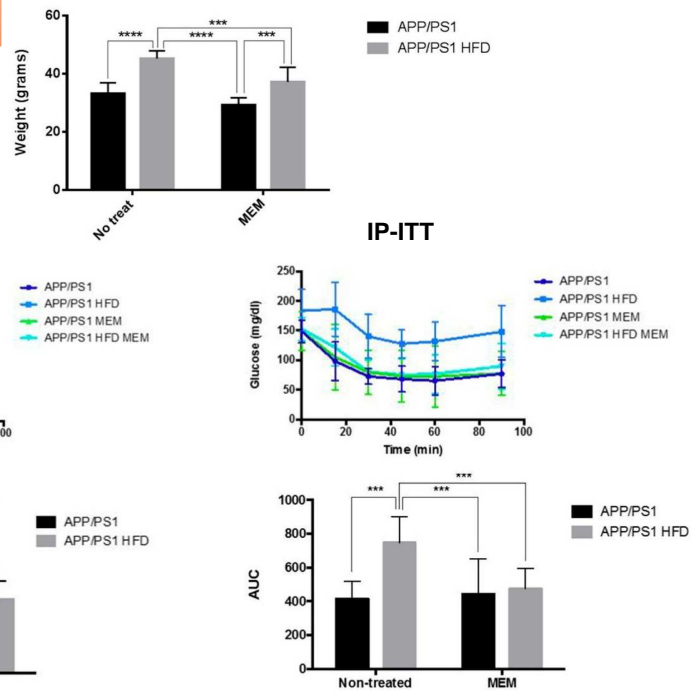 60
40
20
0
Weight (grams)
***
**** **** ***
No treat MEM
APP/PS1
APP/PS1 HFD
IP-ITT
APP/PS1
APP/PS1 HFD
APP/PS1 MEM
APP/PS1 HFD MEM
00
250
200
150
100
50
0
Glucose (mg/dl)
0 20 40 60 80 100
Time (min)
APP/PS1
APP/PS1 HFD
APP/PS1 MEM
APP/PS1 HFD MEM
APP/PS1
APP/PS1 HFD
1000
800
600
400
200
0
AUC
***
*** ***
Non-treated MEM
APP/PS1
APP/PS1 HFD